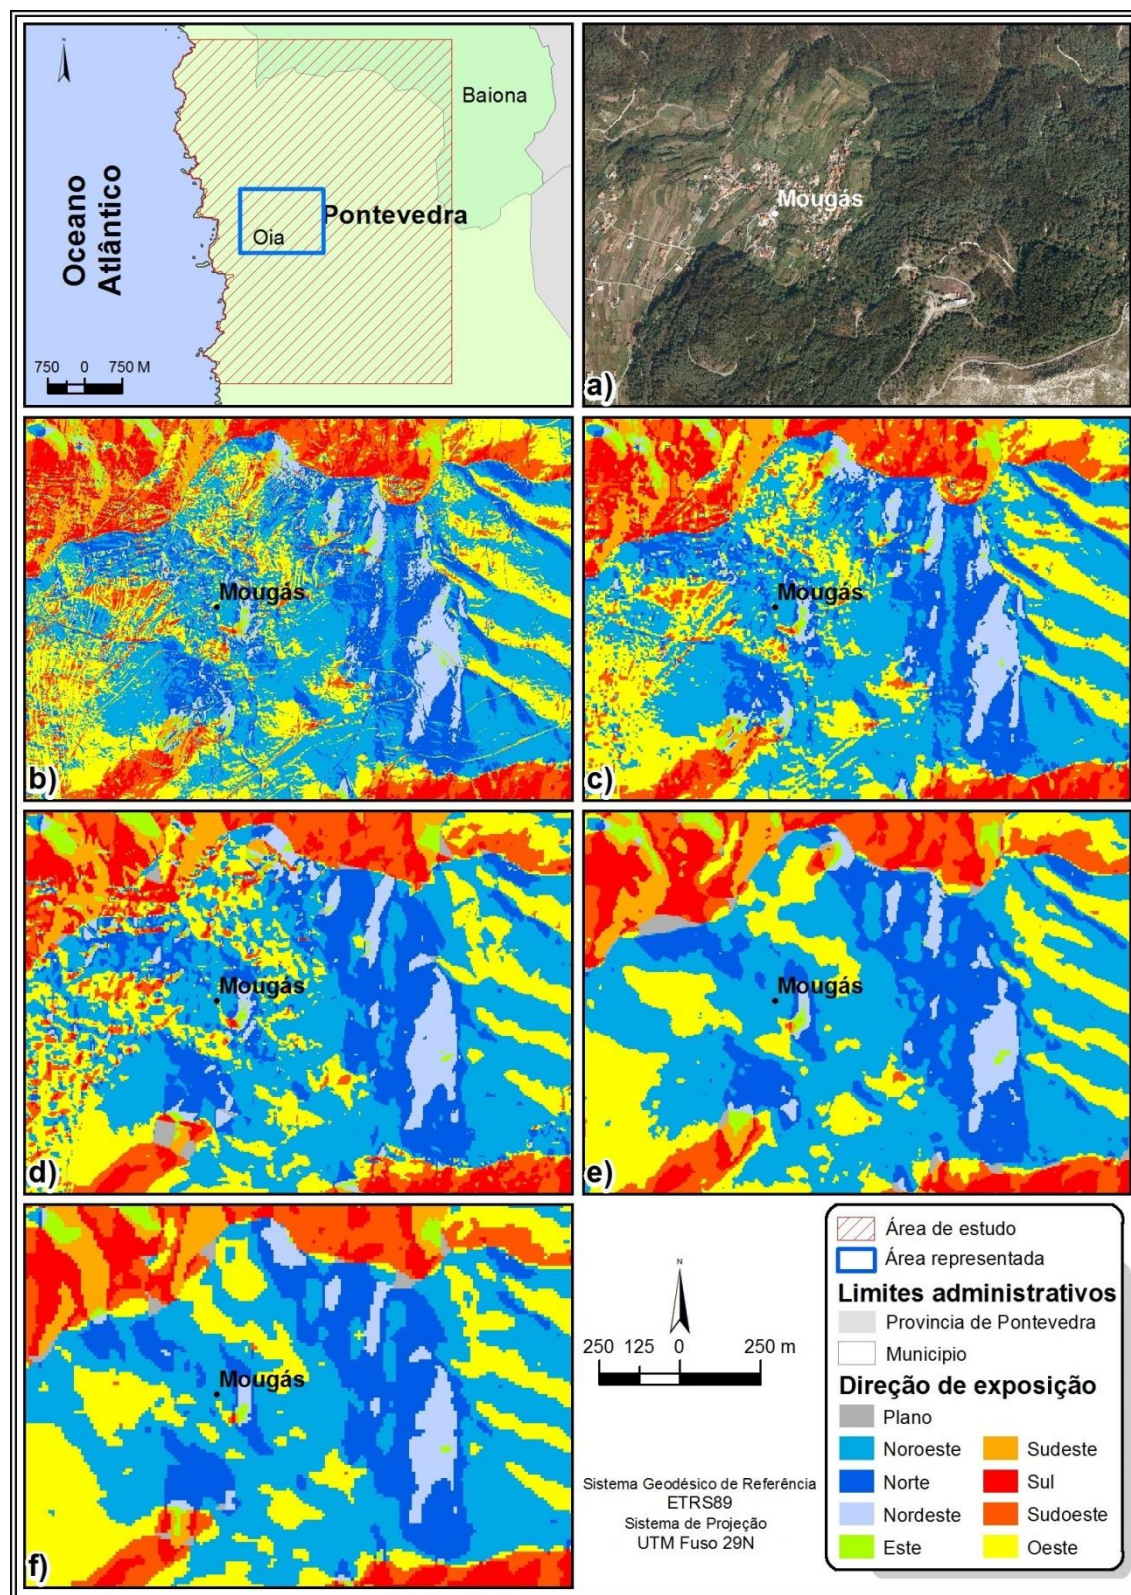 N
Baiona
Oceano
Atlântico
Pontevedra
Oia
750 0 750 M
Mougás
a)
Mougás
b)
Mougás
c)
Mougás
d)
Mougás
e)
Mougás
f)
N
250 125 0 250 m
Sistema Geodésico de Referência
ETRS89
Sistema de Projeção
UTM Fuso 29N
Área de estudo
Área representada
Limites administrativos
Provincia de Pontevedra
Municipio
Direção de exposição
Plano
Noroeste
Sudeste
Norte
Sul
Nordeste
Sudoeste
Este
Oeste